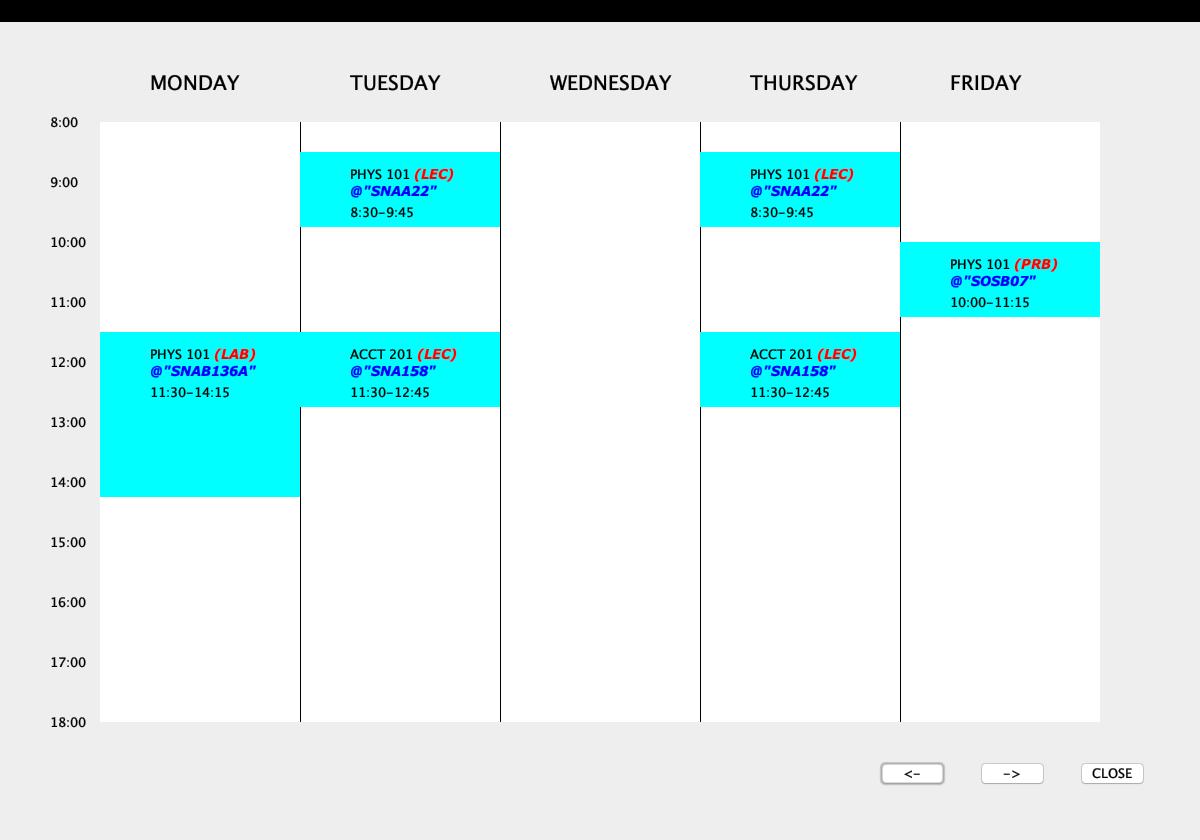 MONDAY TUESDAY WEDNESDAY THURSDAY FRIDAY
8:00
PHYS 101 (LEC)
@"SNAA22"
8:30-9:45
PHYS 101 (LEC)
@"SNAA22"
8:30-9:45
9:00
10:00
PHYS 101 (PRB)
@"SOSB07"
10:00-11:15
11:00
PHYS 101 (LAB)
@"SNAB136A"
11:30-14:15
ACCT 201 (LEC)
@"SNA158"
11:30-12:45
ACCT 201 (LEC)
@"SNA158"
11:30-12:45
12:00
13:00
14:00
15:00
16:00
17:00
18:00
<- -> CLOSE